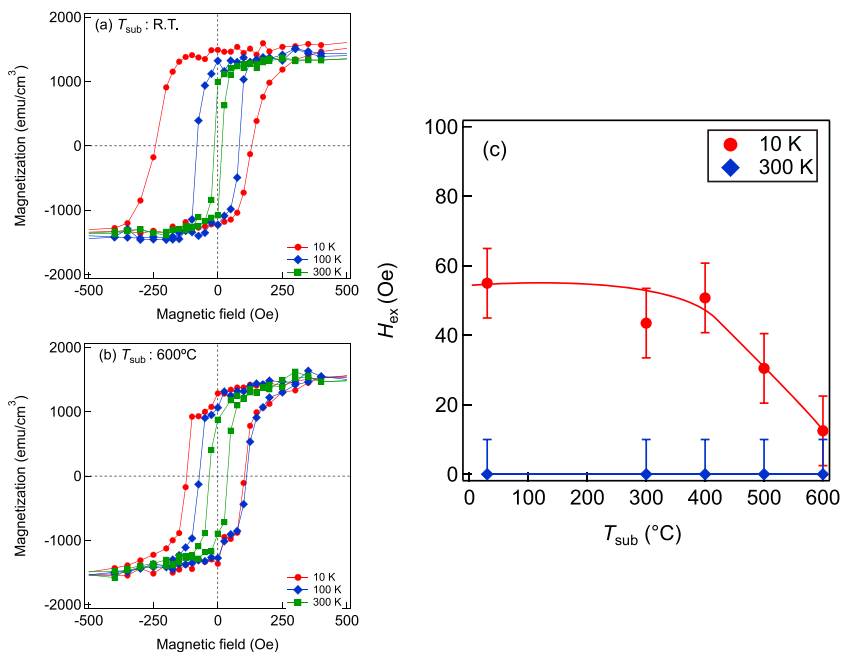 (a) Tsub : R.T.
2000
1000
0
-1000
-2000
Magnetization (emu/cm3)
10 K
100 K
300 K
-500
-250
0
250
500
Magnetic field (Oe)
(b) Tsub : 600ºC
2000
1000
0
-1000
-2000
Magnetization (emu/cm3)
10 K
100 K
300 K
-500
-250
0
250
500
Magnetic field (Oe)
(c)
10 K
300 K
100
80
60
40
20
0
Hex (Oe)
0
100
200
300
400
500
600
Tsub (°C)